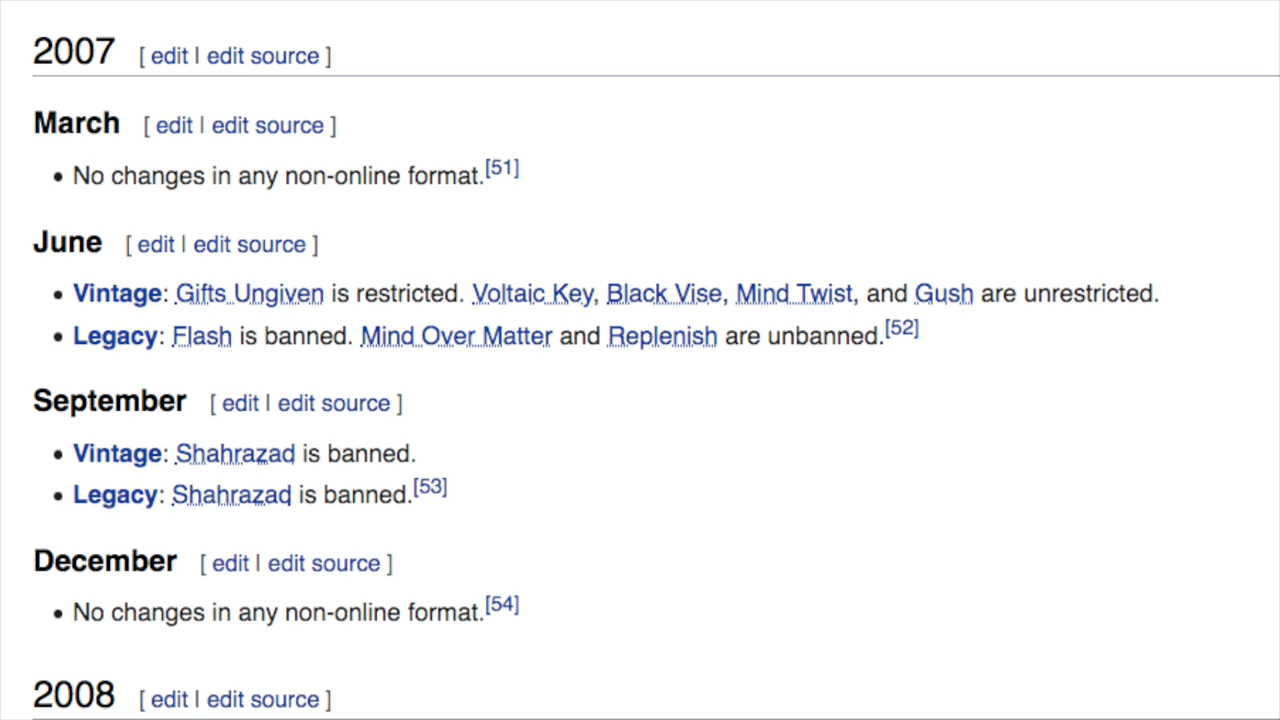 2007 [ edit | edit source ]
March [ edit | edit source ]
• No changes in any non-online format.[51]
June [ edit | edit source ]
• Vintage: Gifts Ungiven is restricted. Voltaic Key, Black Vise, Mind Twist, and Gush are unrestricted.
• Legacy: Flash is banned. Mind Over Matter and Replenish are unbanned.[52]
September [ edit | edit source ]
• Vintage: Shahrazad is banned.
• Legacy: Shahrazad is banned.[53]
December [ edit | edit source ]
• No changes in any non-online format.[54]
2008 [ edit | edit source ]